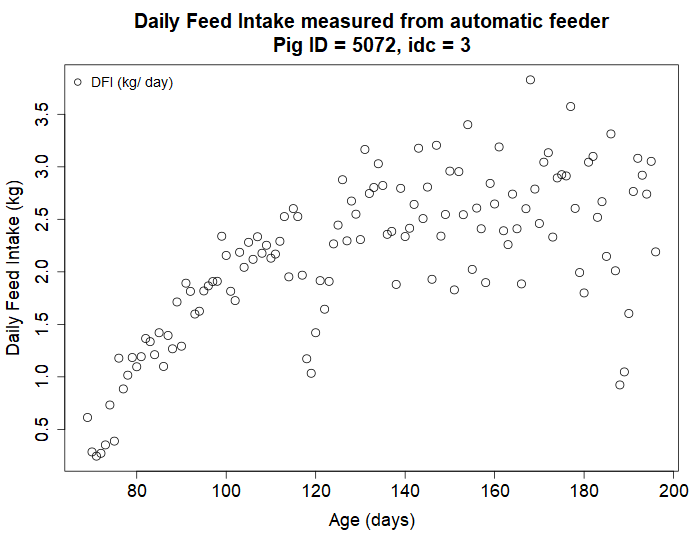 Daily Feed Intake measured from automatic feeder
Pig ID = 5072, idc = 3
DFI (kg/ day)
Daily Feed Intake (kg)
3.5
3.0
2.5
2.0
1.5
1.0
0.5
80 100 120 140 160 180 200
Age (days)